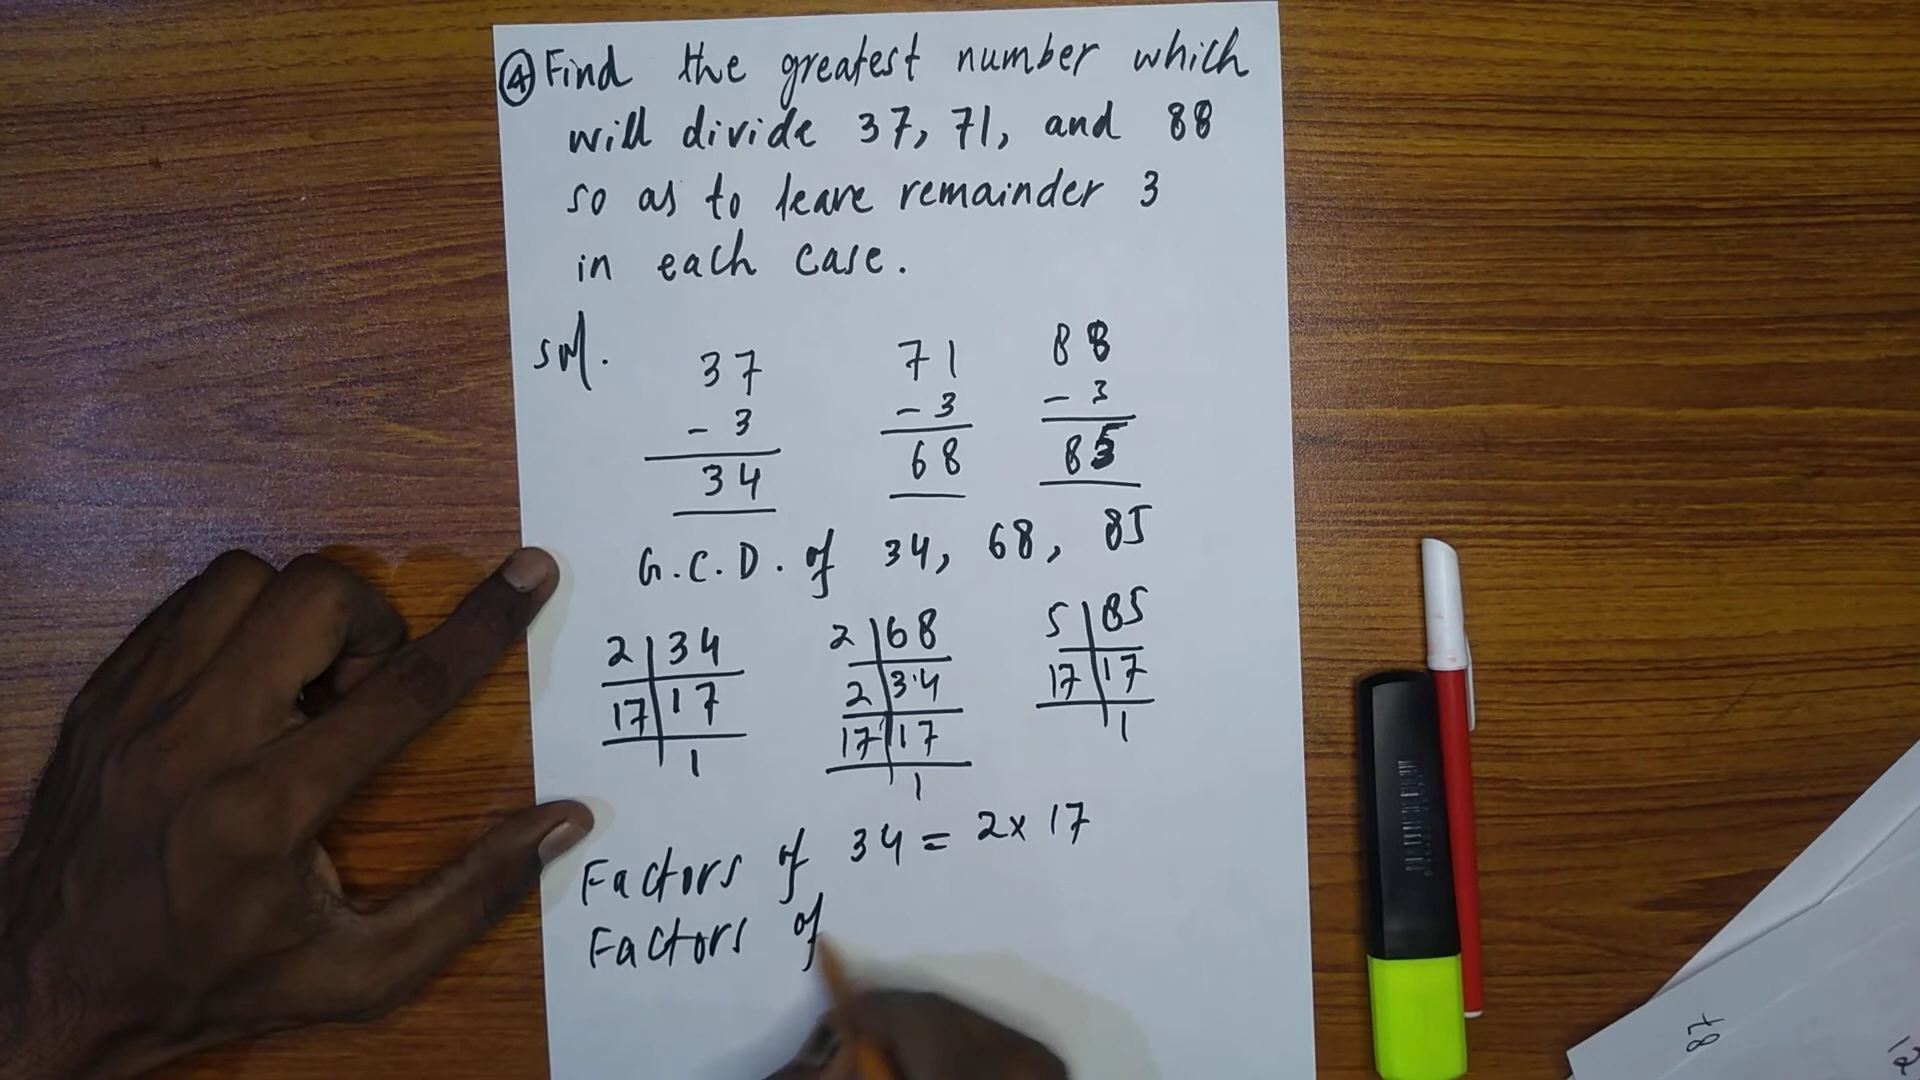 ④ Find the greatest number which
will divide 37, 71, and 88
so as to leave remainder 3
in each case.
Sol.
37 71 88
- 3 - 3 - 3
34 68 85
G.C.D. of 34, 68, 85
2 | 34 2 | 68 5 | 85
17 | 17 2 | 34 17 | 17
1 17 | 17 1
1
Factors of 34 = 2 x 17
Factors of
78